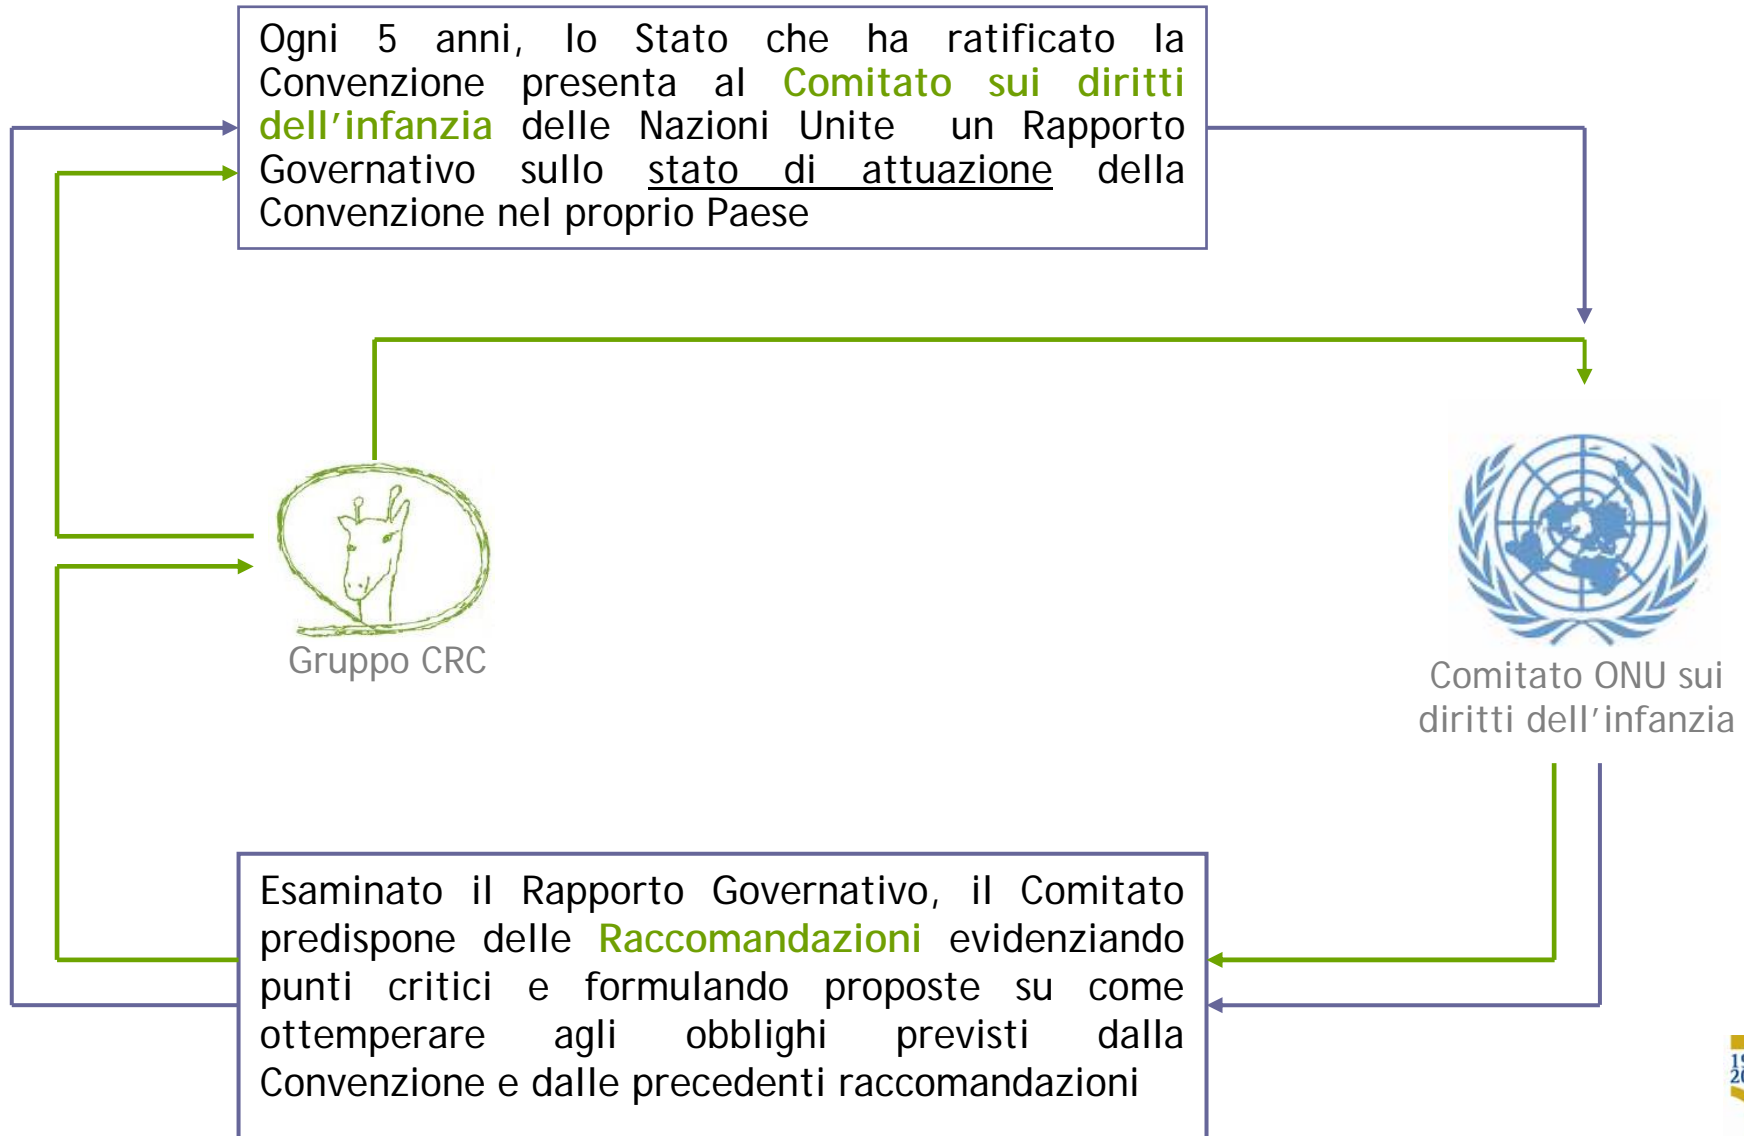 Ogni 5 anni, lo Stato che ha ratificato la
Convenzione presenta al Comitato sui diritti
dell'infanzia delle Nazioni Unite un Rapporto
Governativo sullo stato di attuazione della
Convenzione nel proprio Paese
Gruppo CRC
Comitato ONU sui
diritti dell'infanzia
Esaminato il Rapporto Governativo, il Comitato
predispone delle Raccomandazioni evidenziando
punti critici e formulando proposte su come
ottemperare agli obblighi previsti dalla
Convenzione e dalle precedenti raccomandazioni